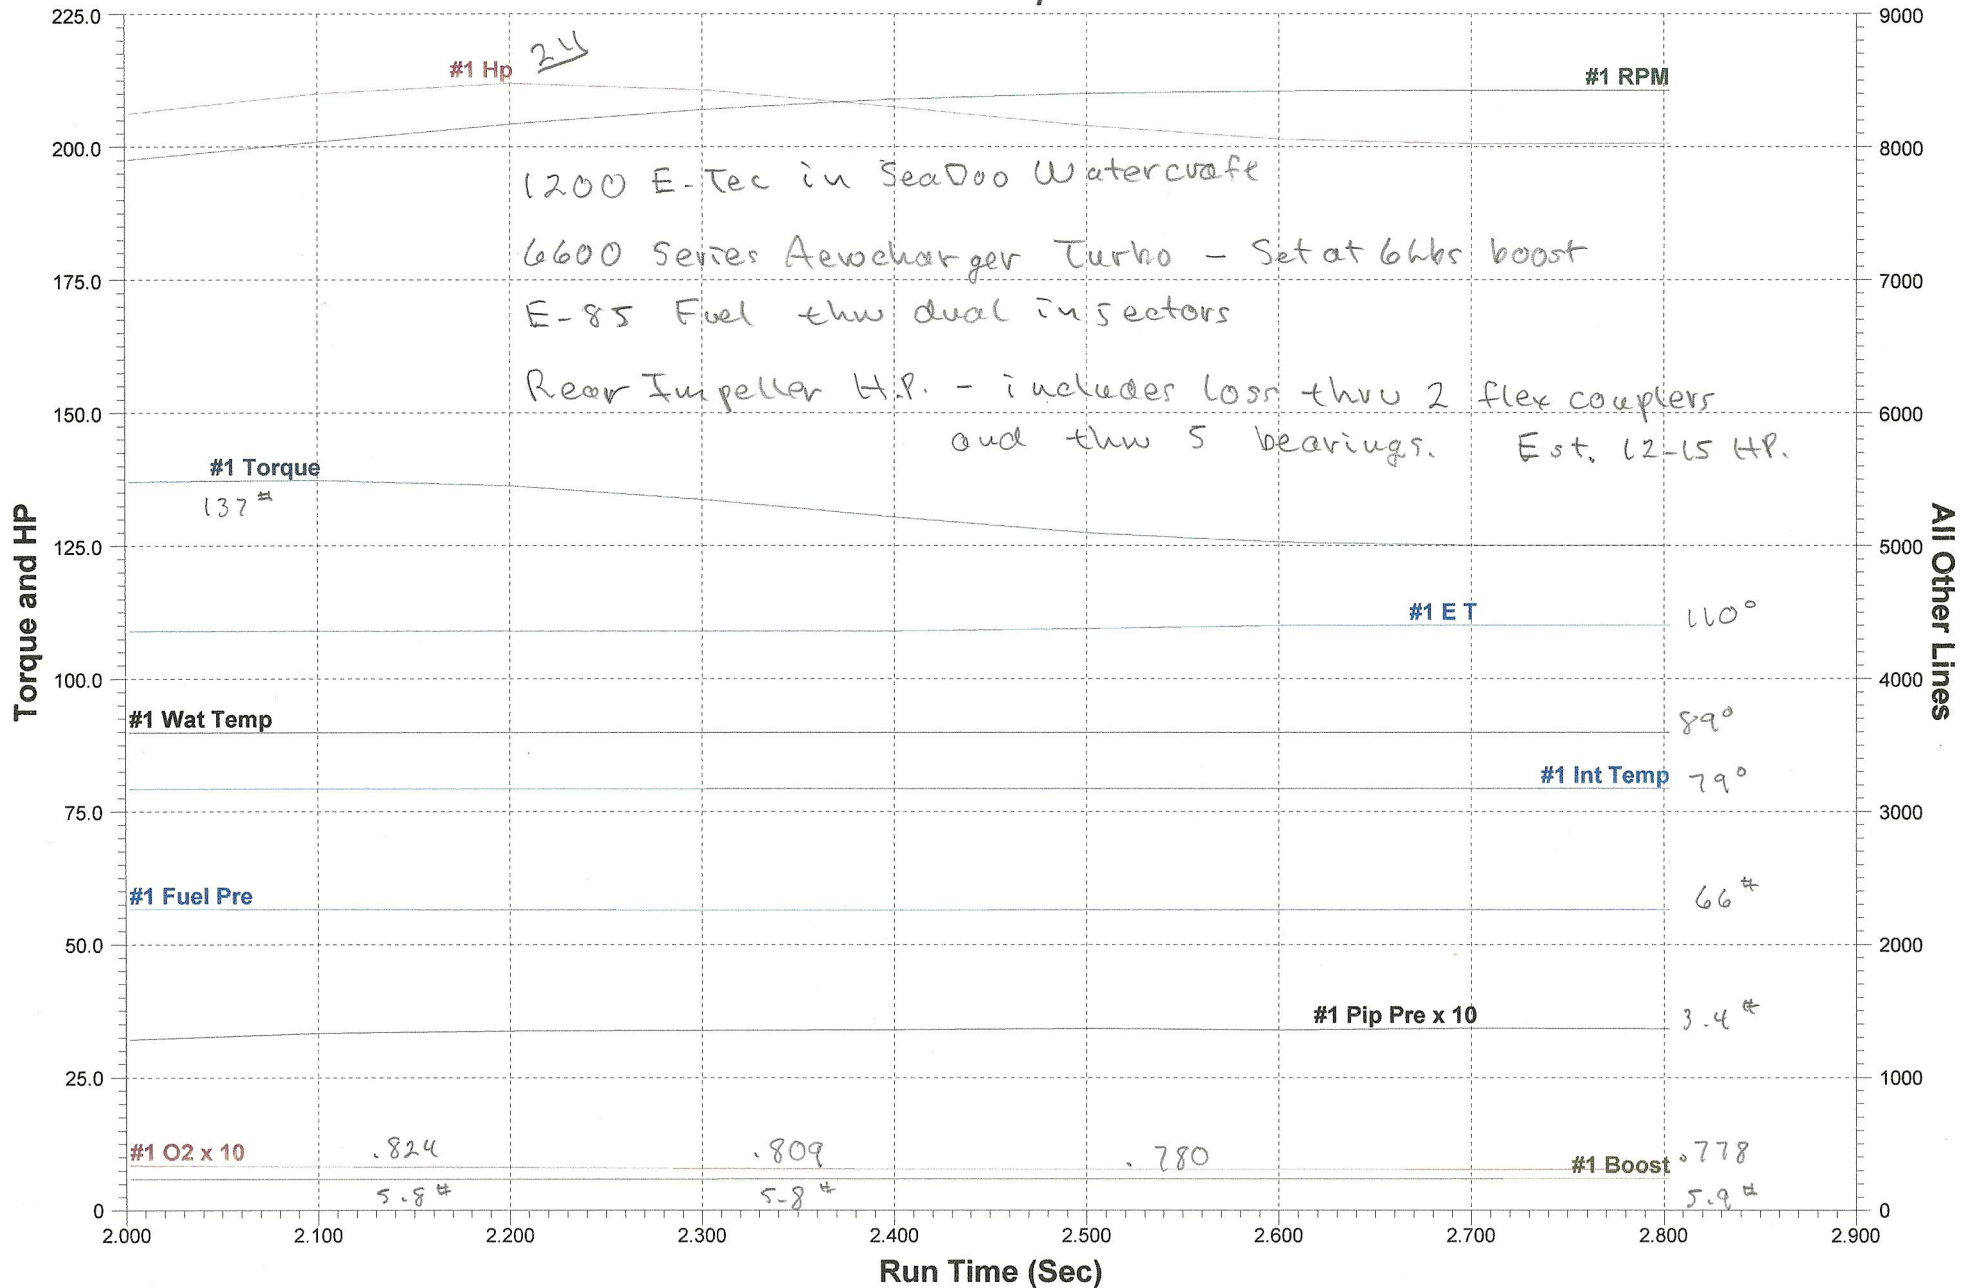 225.0
9000
#1 Hp
#1 RPM
200.0
8000
1200 E-Tec in SeaDoo Watercraft
6600 Series Aerocharger Turbo - Set at 6 Lbs boost
175.0
7000
E-85 Fuel thru dual injectors
Rear Impeller H.P. - includes loss thru 2 flex couplers
150.0
6000
and thru 5 bearings. Est. 12-15 HP.
#1 Torque
137 #
125.0
5000
Torque and HP
All Other Lines
#1 E T
110°
100.0
4000
#1 Wat Temp
89°
#1 Int Temp
79°
75.0
3000
#1 Fuel Pre
66 #
50.0
2000
#1 Pip Pre x 10
3.4 #
25.0
1000
#1 O2 x 10
.824
.809
.780
#1 Boost
.778
5.8 #
5.8 #
5.9 #
0
0
2.000 2.100 2.200 2.300 2.400 2.500 2.600 2.700 2.800 2.900
Run Time (Sec)